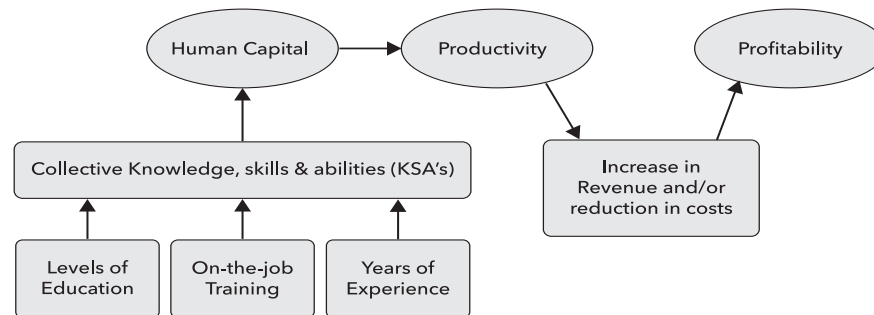 Human Capital
Productivity
Profitability
Collective Knowledge, skills & abilities (KSA's)
Increase in
Revenue and/or
reduction in costs
Levels of
Education
On-the-job
Training
Years of
Experience